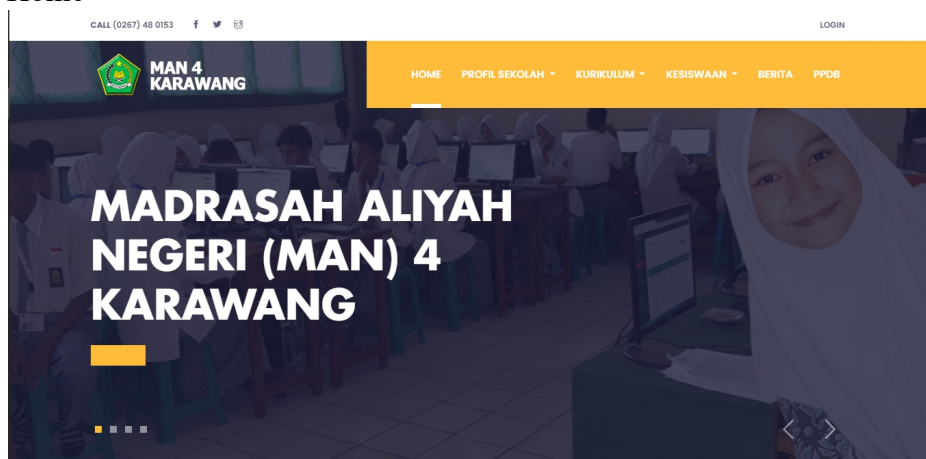 CALL (0267) 48 0153
LOGIN
MAN 4
KARAWANG
HOME PROFIL SEKOLAH KURIKULUM KESISWAAN BERITA PPDB
MADRASAH ALIYAH
NEGERI (MAN) 4
KARAWANG